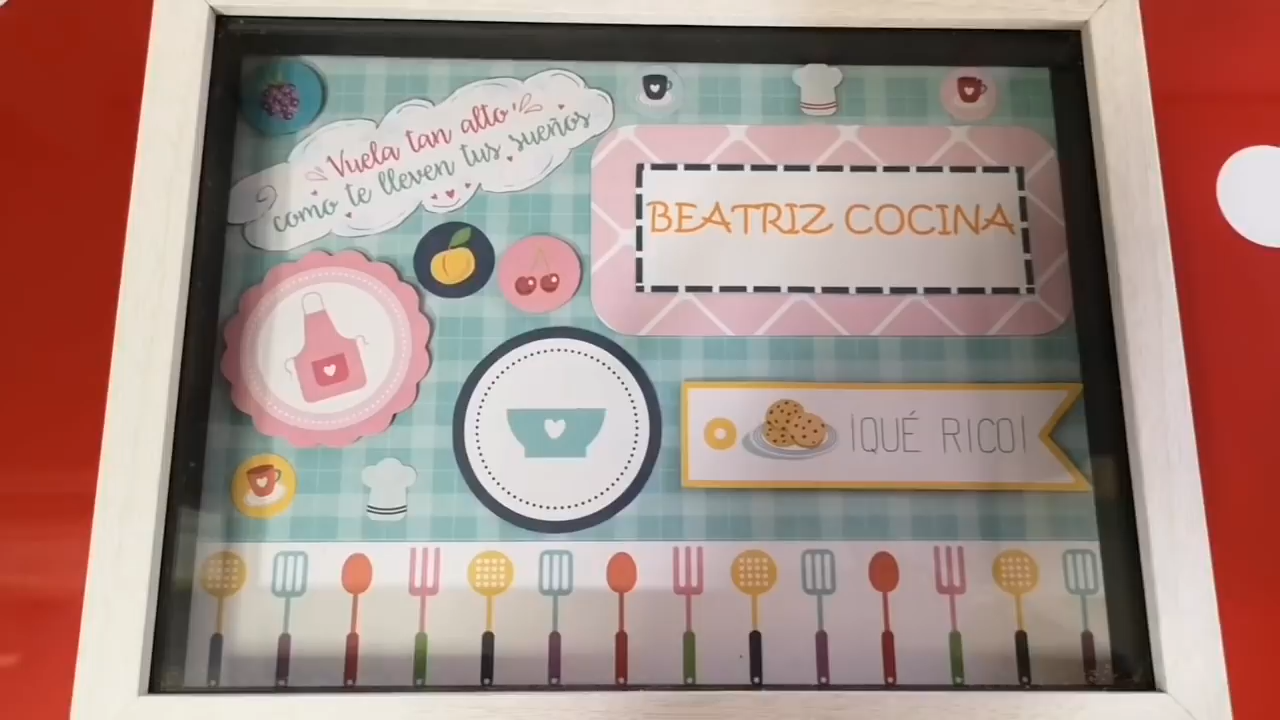 Vuela tan alto
como te lleven tus sueños
BEATRIZ COCINA
¡QUÉ RICO!